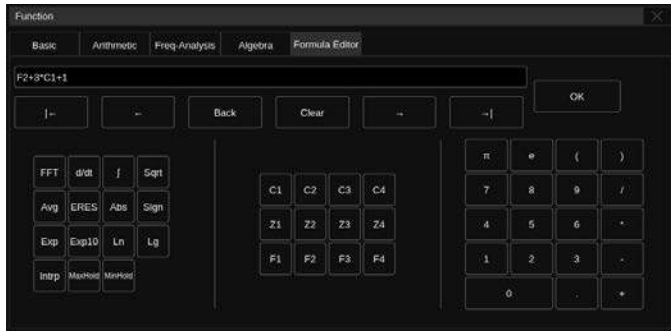 Function
Basic Arithmetic Freq-Analysis Algebra Formula Editor
F2+3*C1+1
OK
|← ← Back Clear → →|
FFT d/dt ∫ Sqrt
Avg ERES Abs Sign
Exp Exp10 Ln Lg
Intrp MaxHold MinHold
C1 C2 C3 C4
Z1 Z2 Z3 Z4
F1 F2 F3 F4
π e ( )
7 8 9 /
4 5 6 *
1 2 3 -
0 . +